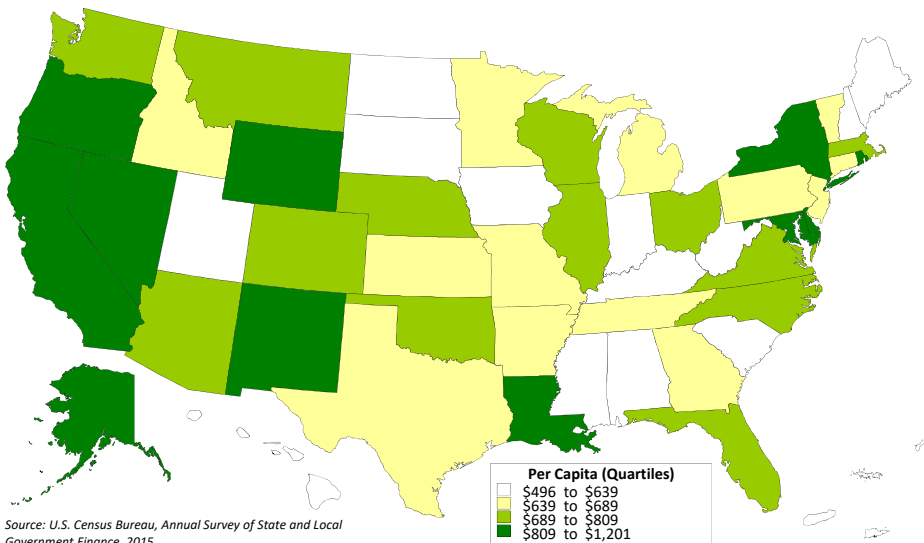 Per Capita (Quartiles)
$496 to $639
$639 to $689
$689 to $809
$809 to $1,201
Source: U.S. Census Bureau, Annual Survey of State and Local
Government Finance, 2015